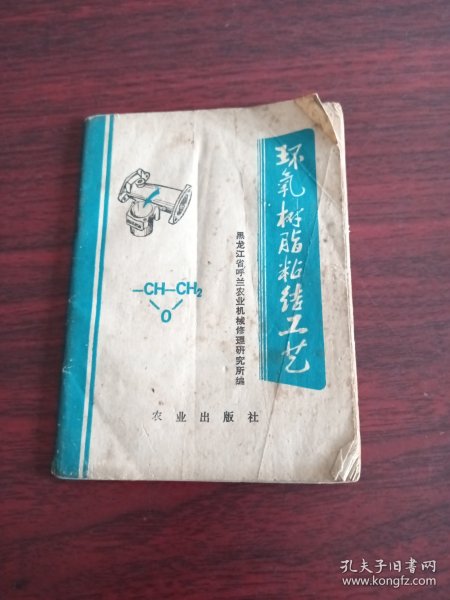 环氧树脂粘结工艺
黑龙江省呼兰农业机械修理研究所编
—CH—CH₂
O
农业出版社
孔夫子旧书网
www.kongfz.com